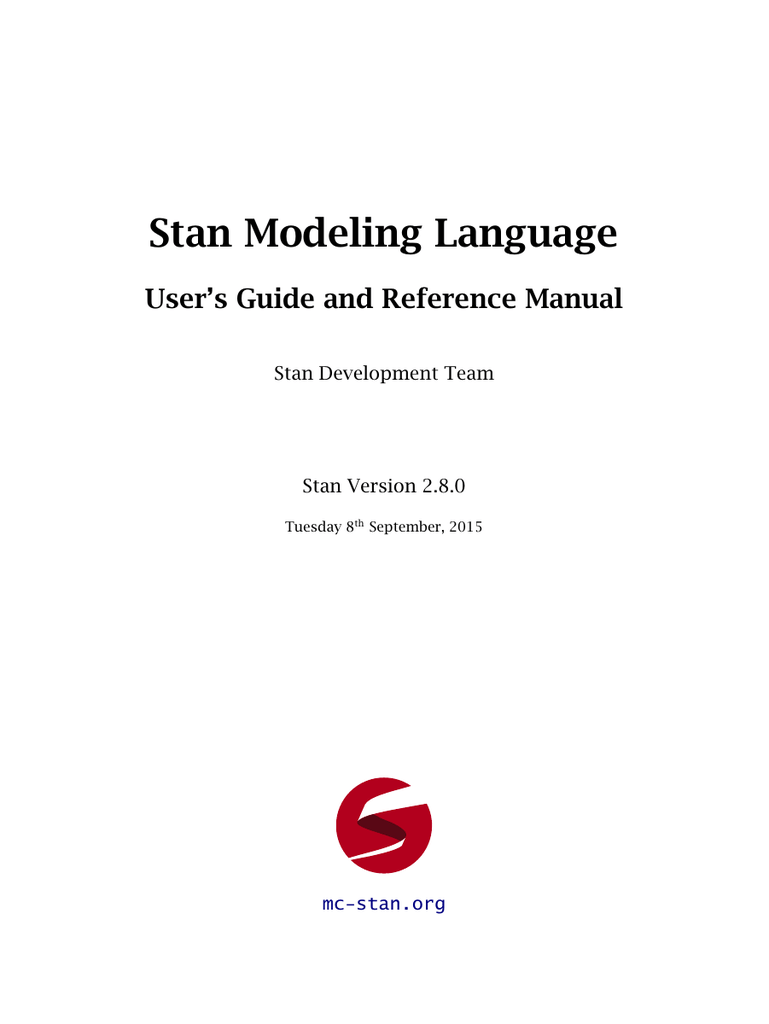 Stan Modeling Language
User’s Guide and Reference Manual
Stan Development Team
Stan Version 2.8.0
Tuesday 8th September, 2015
mc-stan.org